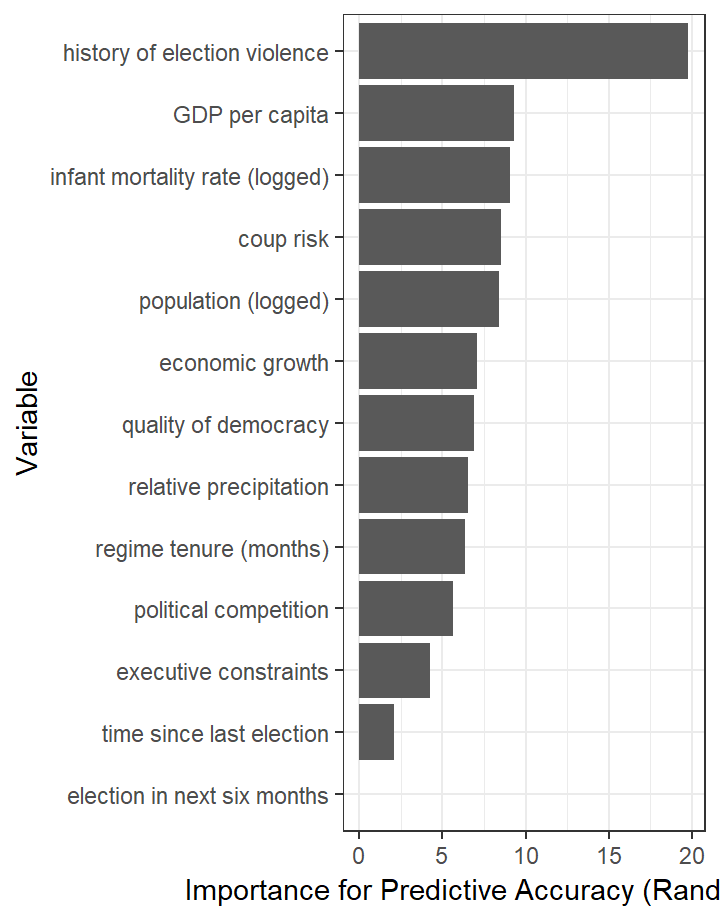 history of election violence
GDP per capita
infant mortality rate (logged)
coup risk
population (logged)
economic growth
quality of democracy
relative precipitation
regime tenure (months)
political competition
executive constraints
time since last election
election in next six months
Variable
0 5 10 15 20
Importance for Predictive Accuracy (Rand